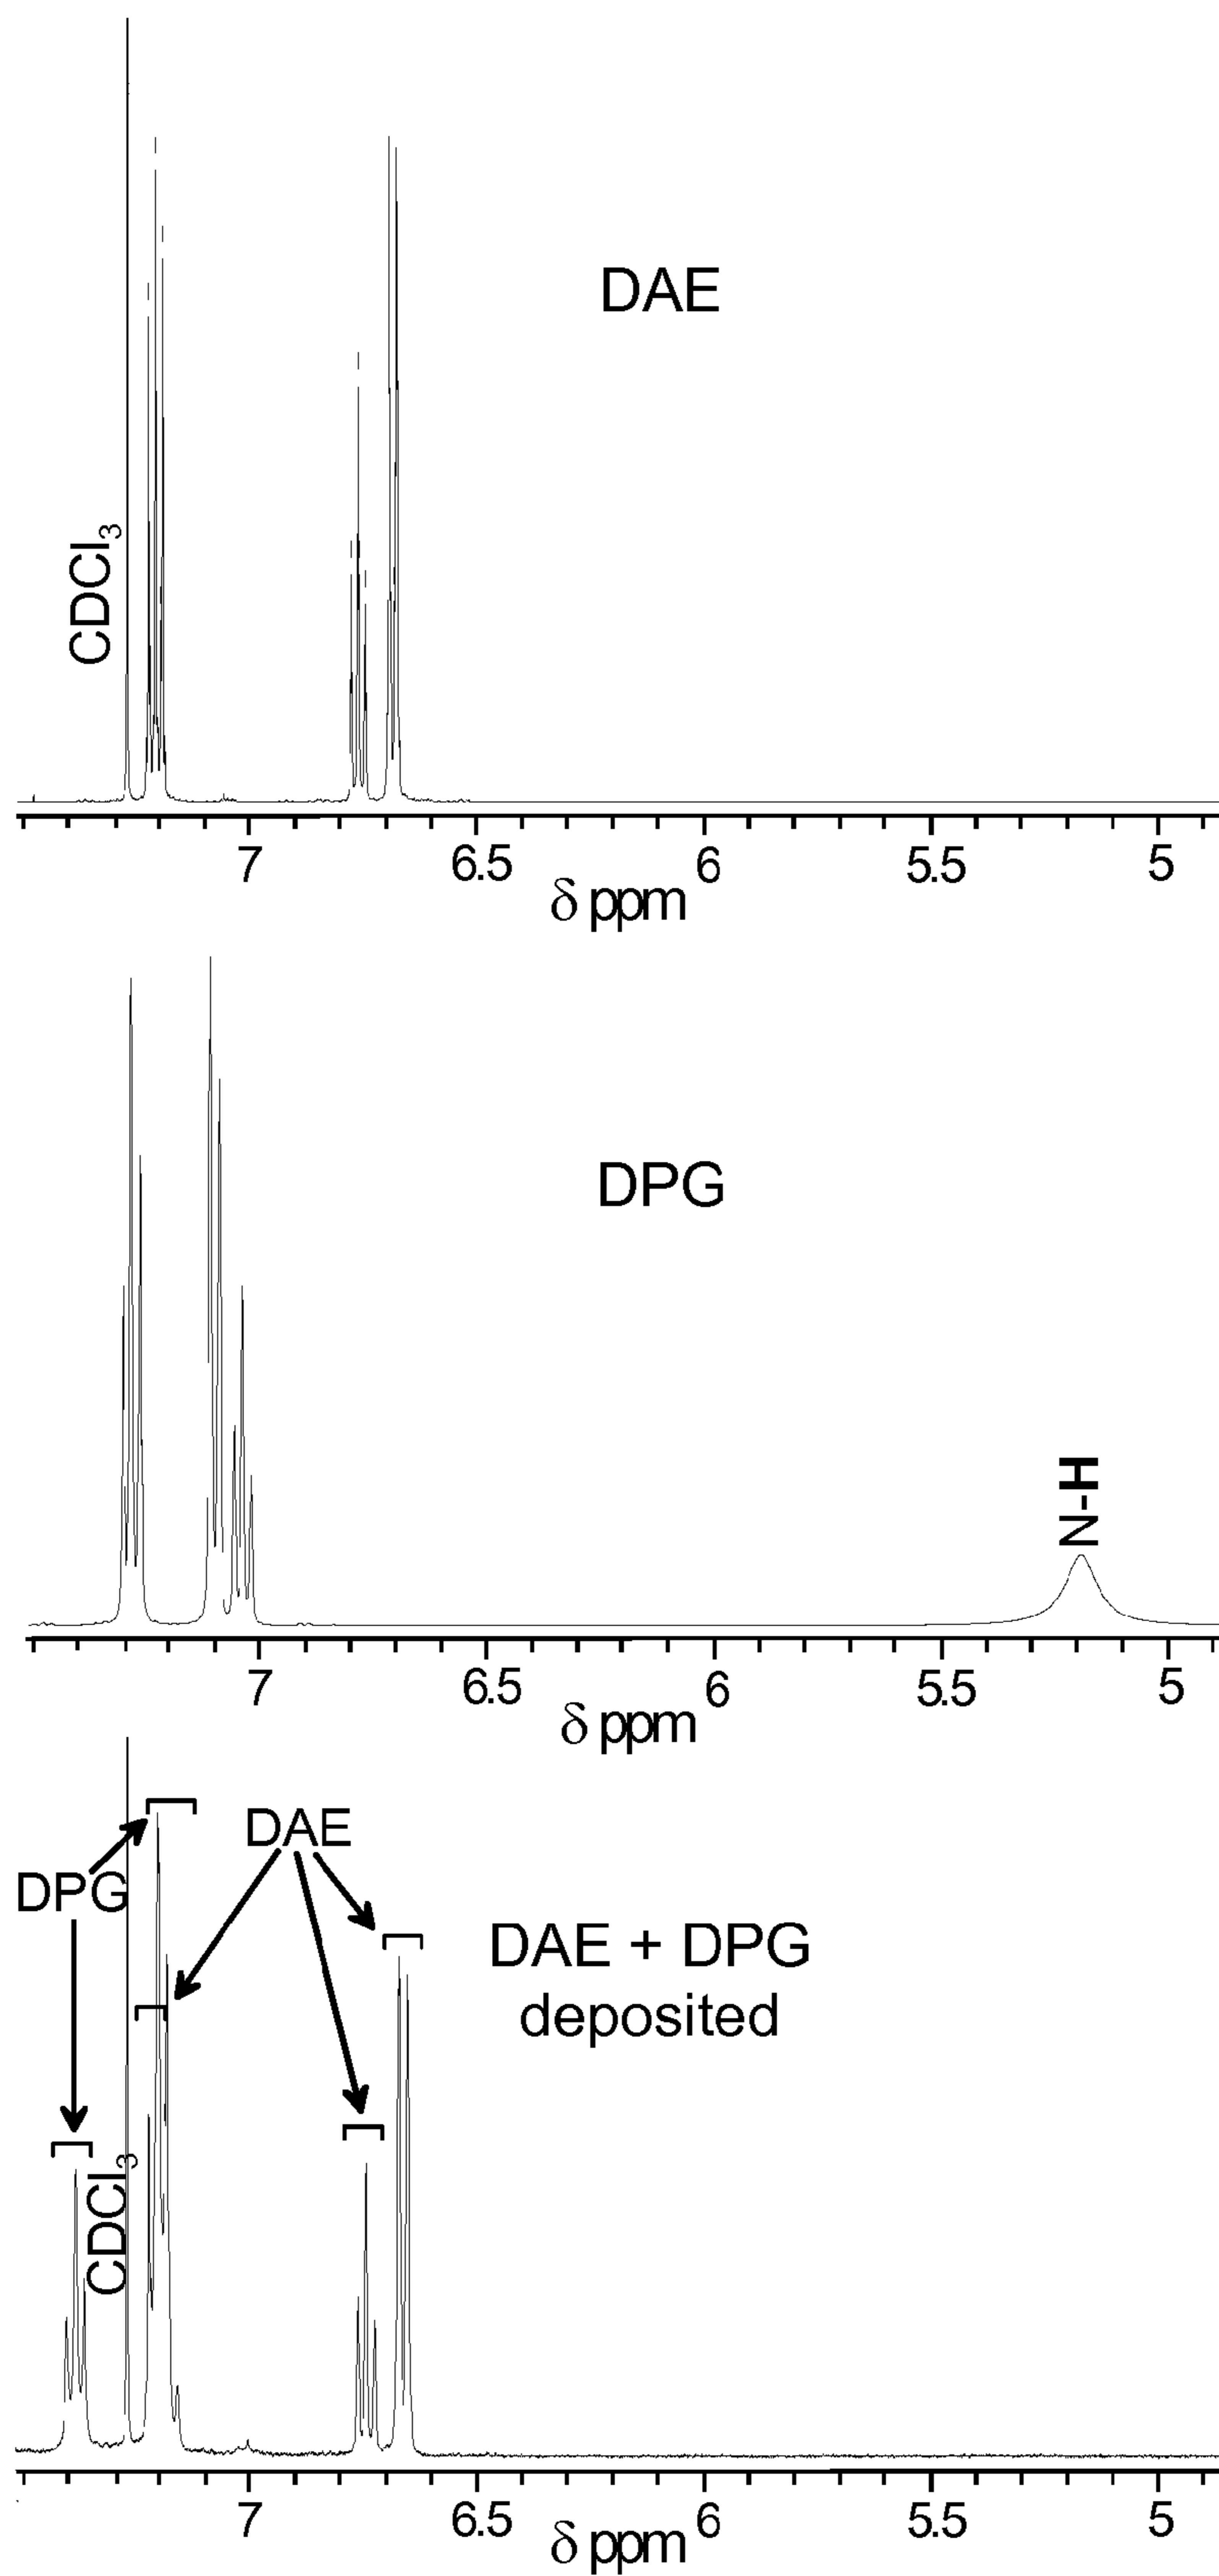 DAE
CDCl3
7 6.5 6 5.5 5
δ ppm
DPG
N-H
7 6.5 6 5.5 5
δ ppm
DAE
DPG
DAE + DPG
deposited
CDCl3
7 6.5 6 5.5 5
δ ppm